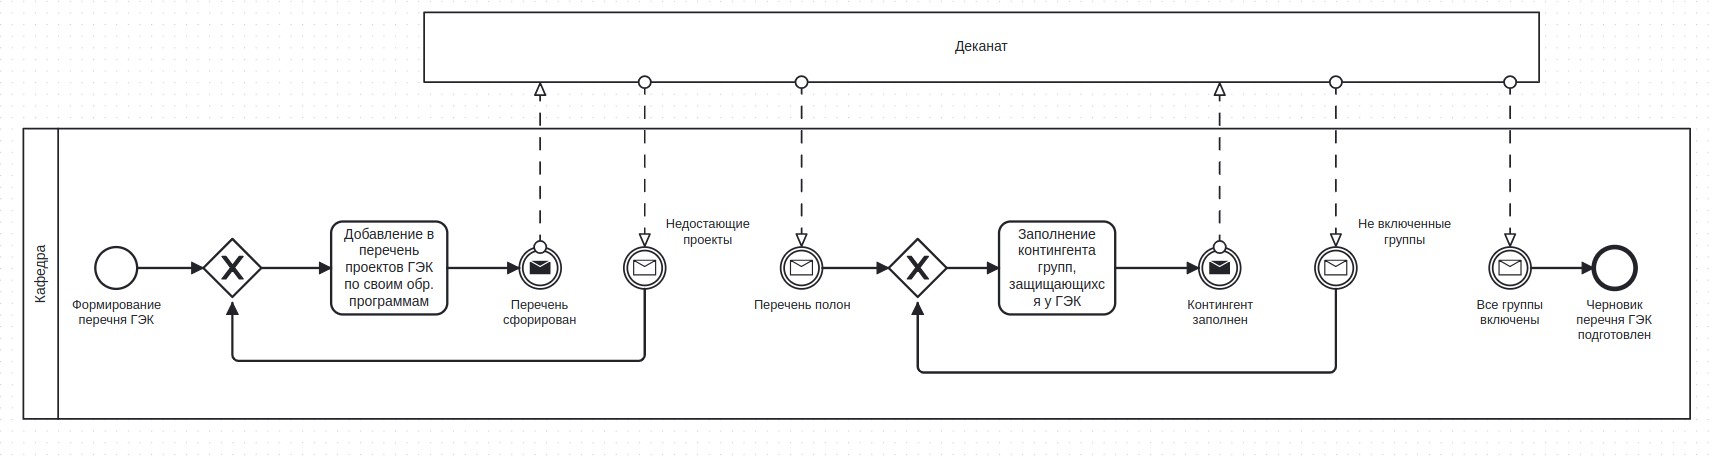 Деканат
Кафедра
Формирование
перечня ГЭК
Добавление в
перечень
проектов ГЭК
по своим обр.
программам
Перечень
сфорирован
Недостающие
проекты
Перечень полон
Заполнение
контингента
групп,
защищающихс
я у ГЭК
Контингент
заполнен
Не включенные
группы
Все группы
включены
Черновик
перечня ГЭК
подготовлен